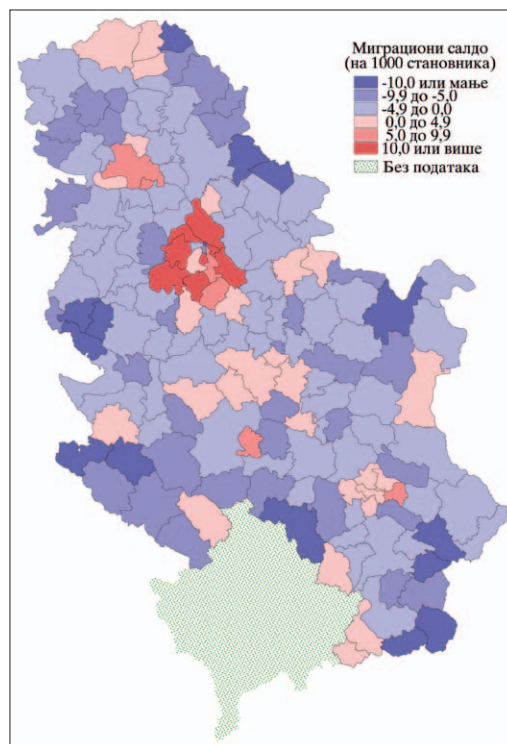 Миграциони салдо
(на 1000 становника)
-10,0 или мање
-9,9 до -5,0
-4,9 до 0,0
0,0 до 4,9
5,0 до 9,9
10,0 или више
Без података